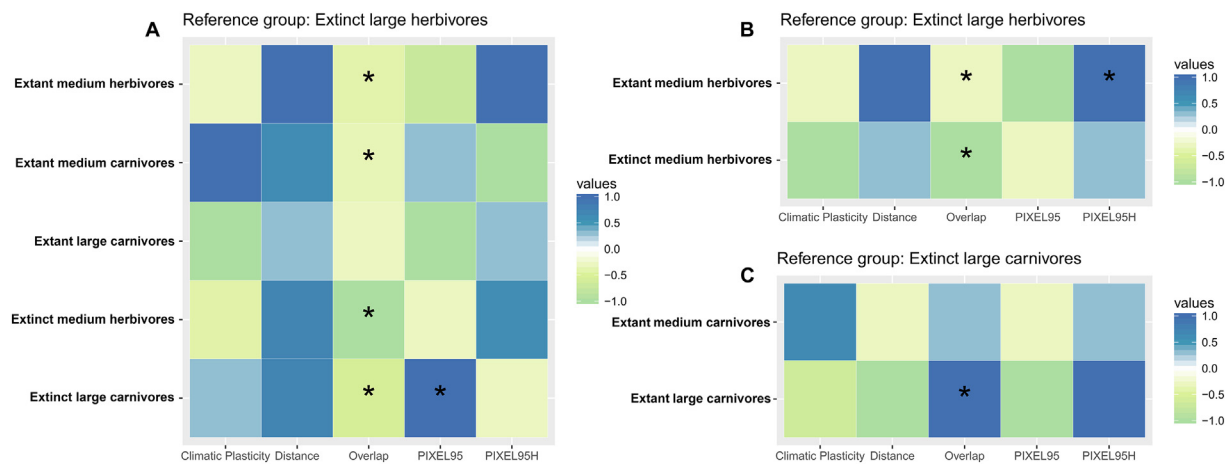 A
Reference group: Extinct large herbivores
Extant medium herbivores
*
Extant medium carnivores
*
Extant large carnivores
Extinct medium herbivores
*
Extinct large carnivores
* *
Climatic Plasticity Distance Overlap PIXEL95 PIXEL95H
values
1.0
0.5
0.0
−0.5
−1.0
B
Reference group: Extinct large herbivores
Extant medium herbivores
* *
Extinct medium herbivores
*
Climatic Plasticity Distance Overlap PIXEL95 PIXEL95H
values
1.0
0.5
0.0
−0.5
−1.0
C
Reference group: Extinct large carnivores
Extant medium carnivores
Extant large carnivores
*
Climatic Plasticity Distance Overlap PIXEL95 PIXEL95H
values
1.0
0.5
0.0
−0.5
−1.0